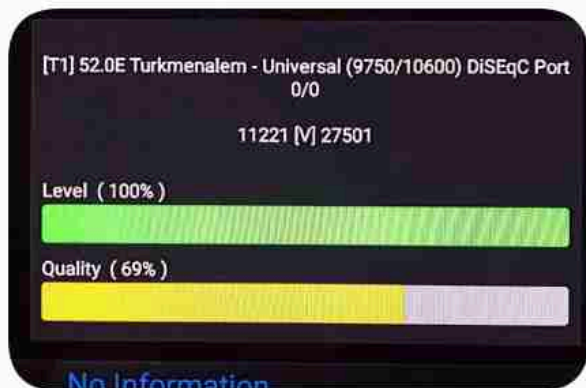 [T1] 52.0E Turkmenalem - Universal (9750/10600) DiSEqC Port
0/0
11221 [V] 27501
Level ( 100% )
Quality ( 69% )
No Information